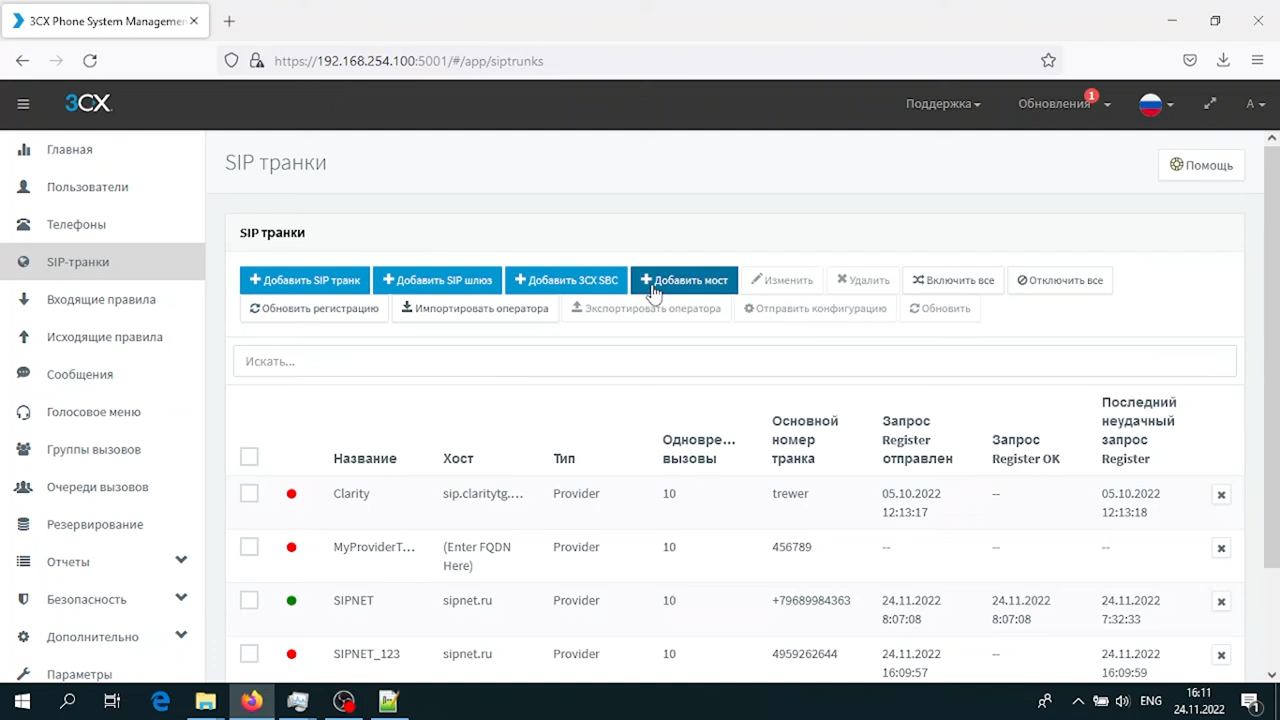 3CX Phone System Manageme
https://192.168.254.100:5001/#/app/siptrunks
3CX
Поддержка
Обновления
1
A
Главная
Пользователи
Телефоны
SIP-транки
Входящие правила
Исходящие правила
Сообщения
Голосовое меню
Группы вызовов
Очереди вызовов
Резервирование
Отчеты
Безопасность
Дополнительно
Параметры
SIP транки
Помощь
SIP транки
Добавить SIP транк
Добавить SIP шлюз
Добавить 3CX SBC
Добавить мост
Изменить
Удалить
Включить все
Отключить все
Обновить регистрацию
Импортировать оператора
Экспортировать оператора
Отправить конфигурацию
Обновить
Искать...
Название
Хост
Тип
Одновре...
вызовы
Основной
номер
транка
Запрос
Register
отправлен
Запрос
Register OK
Последний
неудачный
запрос
Register
Clarity
sip.claritytg....
Provider
10
trewer
05.10.2022
12:13:17
--
05.10.2022
12:13:18
MyProviderT...
(Enter FQDN
Here)
Provider
10
456789
--
--
--
SIPNET
sipnet.ru
Provider
10
+79689984363
24.11.2022
8:07:08
24.11.2022
8:07:08
24.11.2022
7:32:33
SIPNET_123
sipnet.ru
Provider
10
4959262644
24.11.2022
16:09:57
--
24.11.2022
16:09:59
ENG
16:11
24.11.2022
1